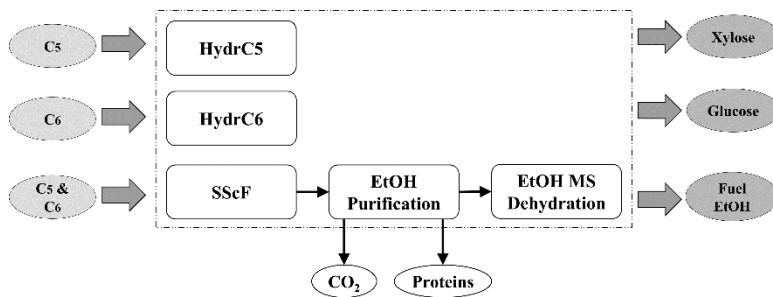 C5
HydrC5
Xylose
C6
HydrC6
Glucose
C5 &
C6
SScF
EtOH
Purification
EtOH MS
Dehydration
Fuel
EtOH
CO₂
Proteins